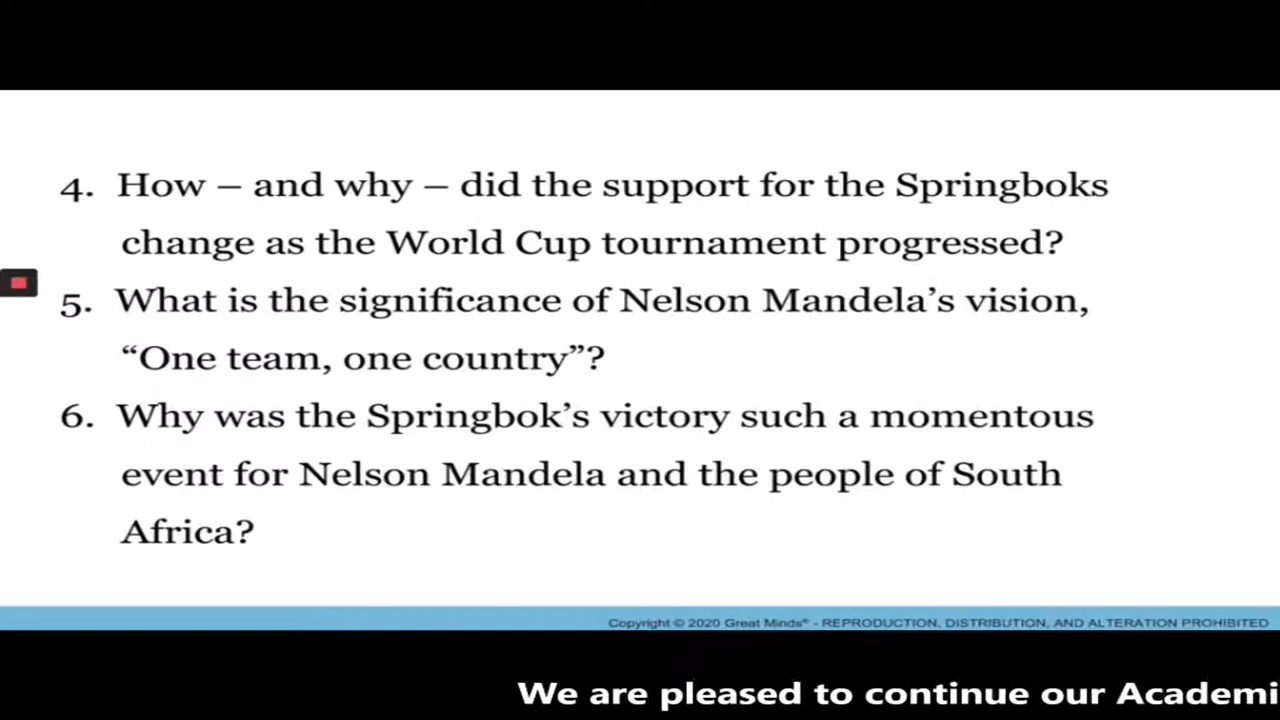 4. How – and why – did the support for the Springboks
change as the World Cup tournament progressed?
5. What is the significance of Nelson Mandela’s vision,
“One team, one country”?
6. Why was the Springbok’s victory such a momentous
event for Nelson Mandela and the people of South
Africa?
Copyright © 2020 Great Minds® - REPRODUCTION, DISTRIBUTION, AND ALTERATION PROHIBITED
We are pleased to continue our Academi